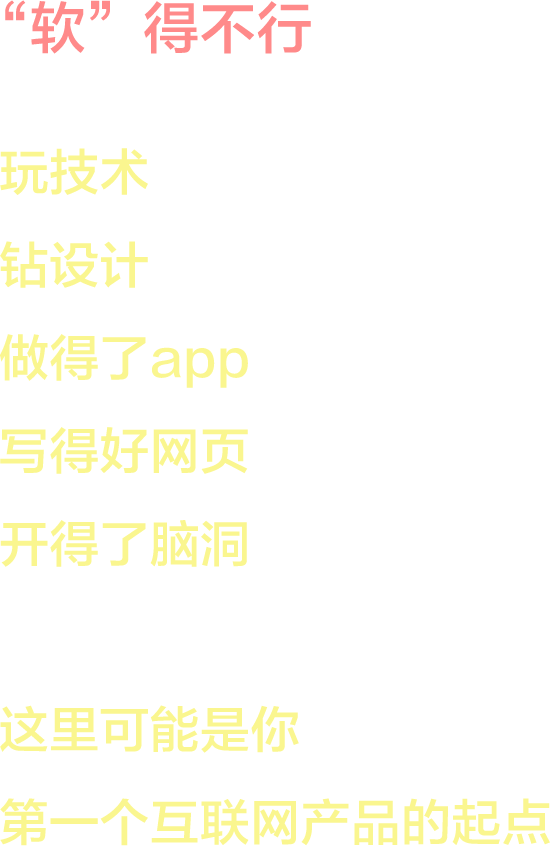 “软”得不行
玩技术
钻设计
做得了app
写得好网页
开得了脑洞
这里可能是你
第一个互联网产品的起点